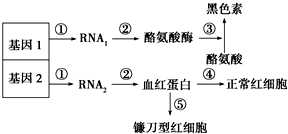 黑色素
基因1 ① RNA₁ ② 酪氨酸酶 ③
酪氨酸
基因2 ① RNA₂ ② 血红蛋白 ④ 正常红细胞
⑤
镰刀型红细胞